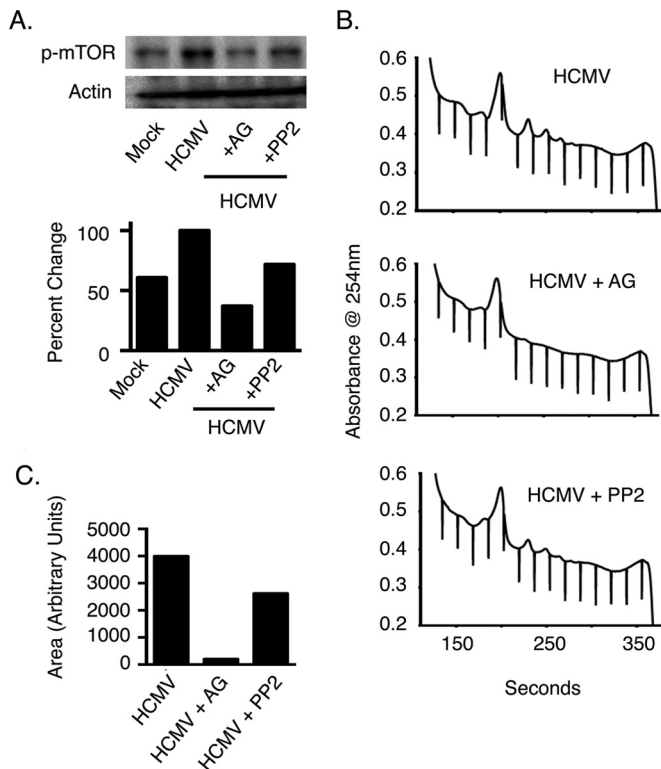 A.
p-mTOR
Actin
Mock
HCMV
+AG
+PP2
HCMV
Percent Change
100
50
0
Mock
HCMV
+AG
+PP2
HCMV
C.
Area (Arbitrary Units)
5000
4000
3000
2000
1000
0
HCMV
HCMV + AG
HCMV + PP2
B.
Absorbance @ 254nm
HCMV
0.6
0.5
0.4
0.3
0.2
HCMV + AG
0.6
0.5
0.4
0.3
0.2
HCMV + PP2
0.6
0.5
0.4
0.3
0.2
150 250 350
Seconds